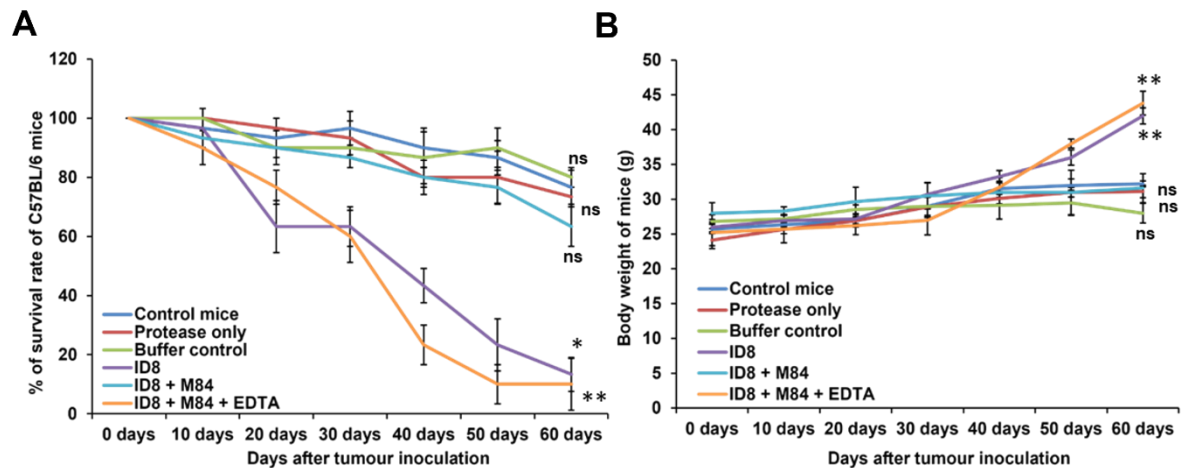 A
% of survival rate of C57BL/6 mice
120
100
80
60
40
20
0
ns
ns
ns
*
**
Control mice
Protease only
Buffer control
ID8
ID8 + M84
ID8 + M84 + EDTA
0 days 10 days 20 days 30 days 40 days 50 days 60 days
Days after tumour inoculation
B
Body weight of mice (g)
50
45
40
35
30
25
20
15
10
5
0
**
**
ns
ns
ns
Control mice
Protease only
Buffer control
ID8
ID8 + M84
ID8 + M84 + EDTA
0 days 10 days 20 days 30 days 40 days 50 days 60 days
Days after tumour inoculation